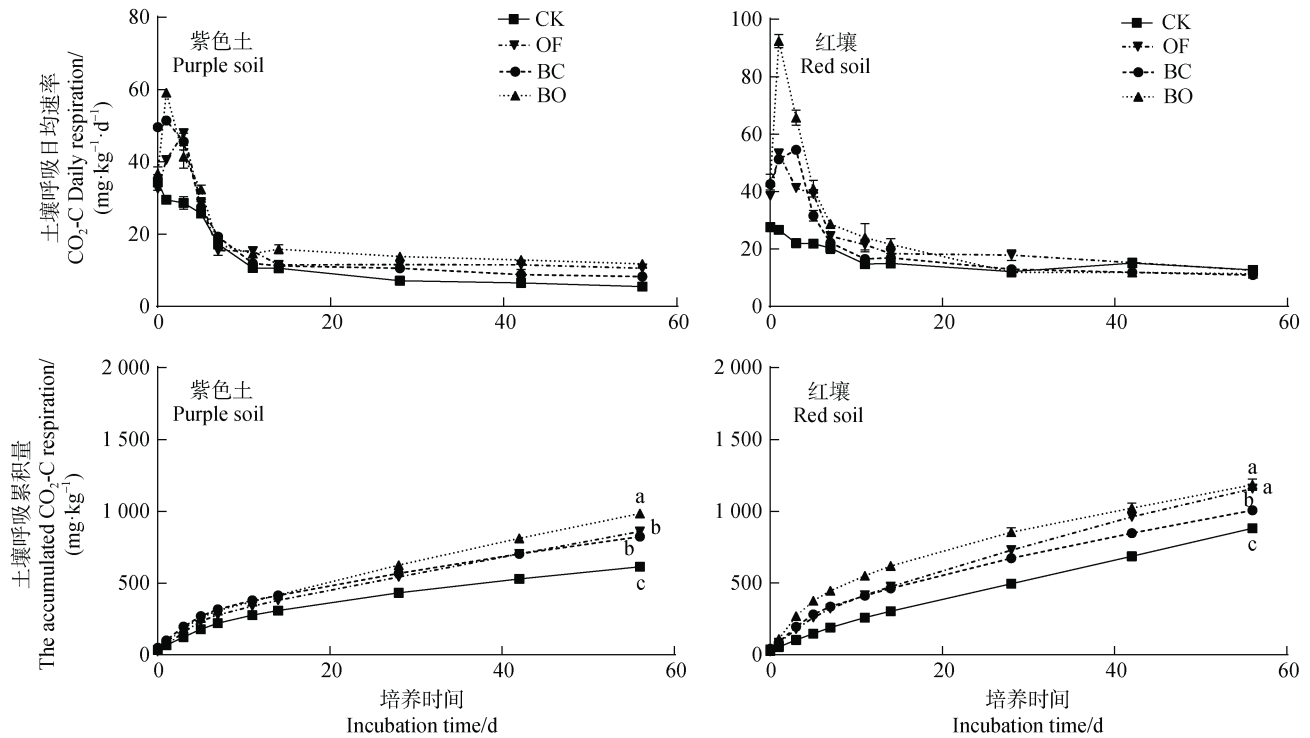 土壤呼吸日均速率/
CO₂-C Daily respiration/
(mg·kg⁻¹·d⁻¹)
80
60
40
20
0
紫色土
Purple soil
CK
OF
BC
BO
0
20
40
60
100
80
60
40
20
0
红壤
Red soil
CK
OF
BC
BO
0
20
40
60
土壤呼吸累积量/
The accumulated CO₂-C respiration/
(mg·kg⁻¹)
2 000
1 500
1 000
500
0
紫色土
Purple soil
a
b
b
c
0
20
40
60
培养时间
Incubation time/d
2 000
1 500
1 000
500
0
红壤
Red soil
a
a
b
c
0
20
40
60
培养时间
Incubation time/d